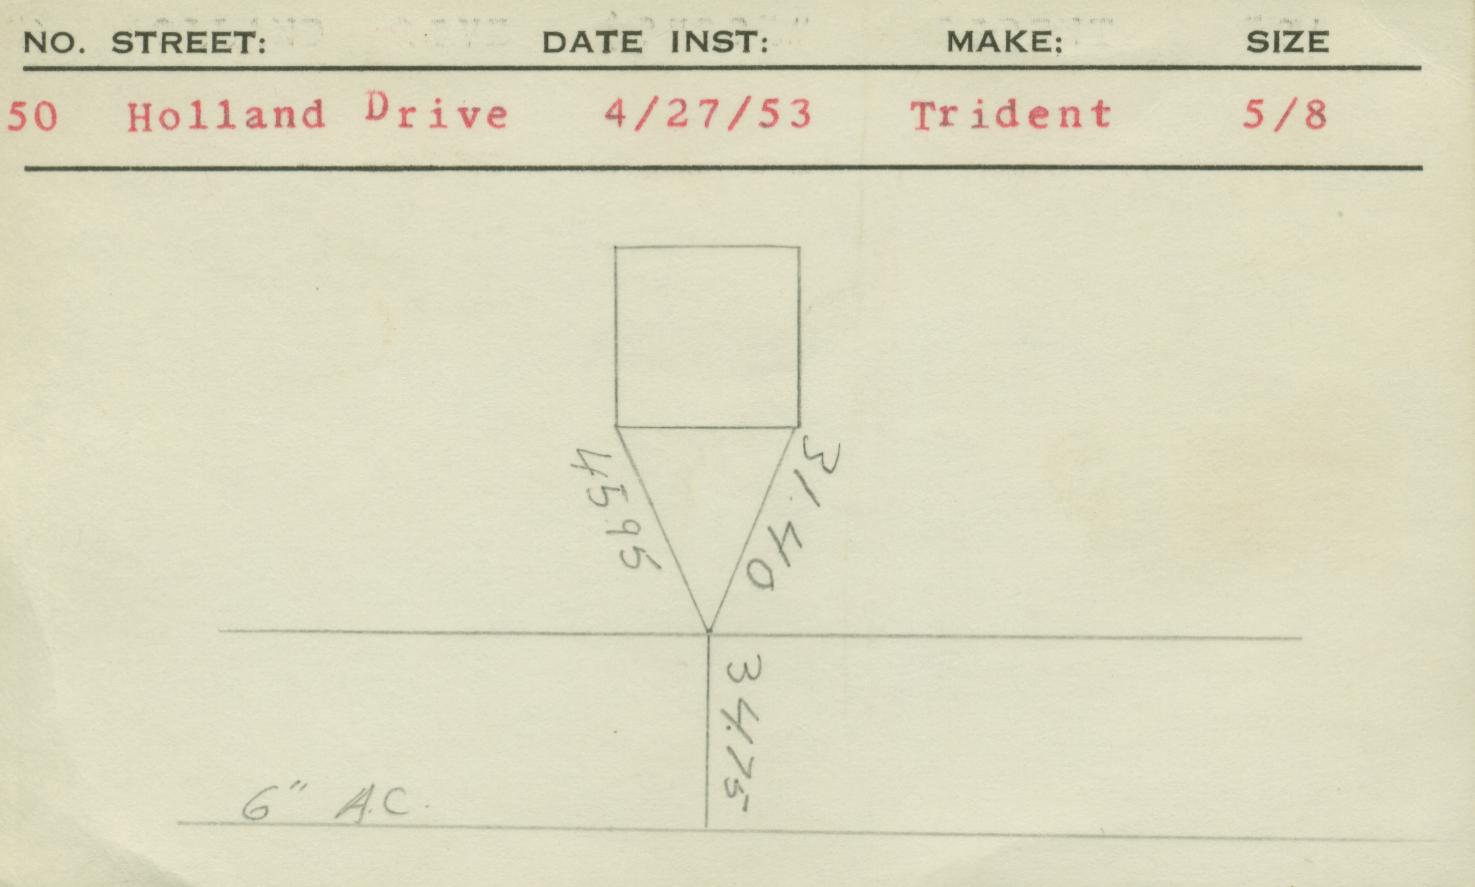 NO. STREET: DATE INST: MAKE: SIZE
50 Holland Drive 4/27/53 Trident 5/8
45.95
31.40
34.75
6" A.C.